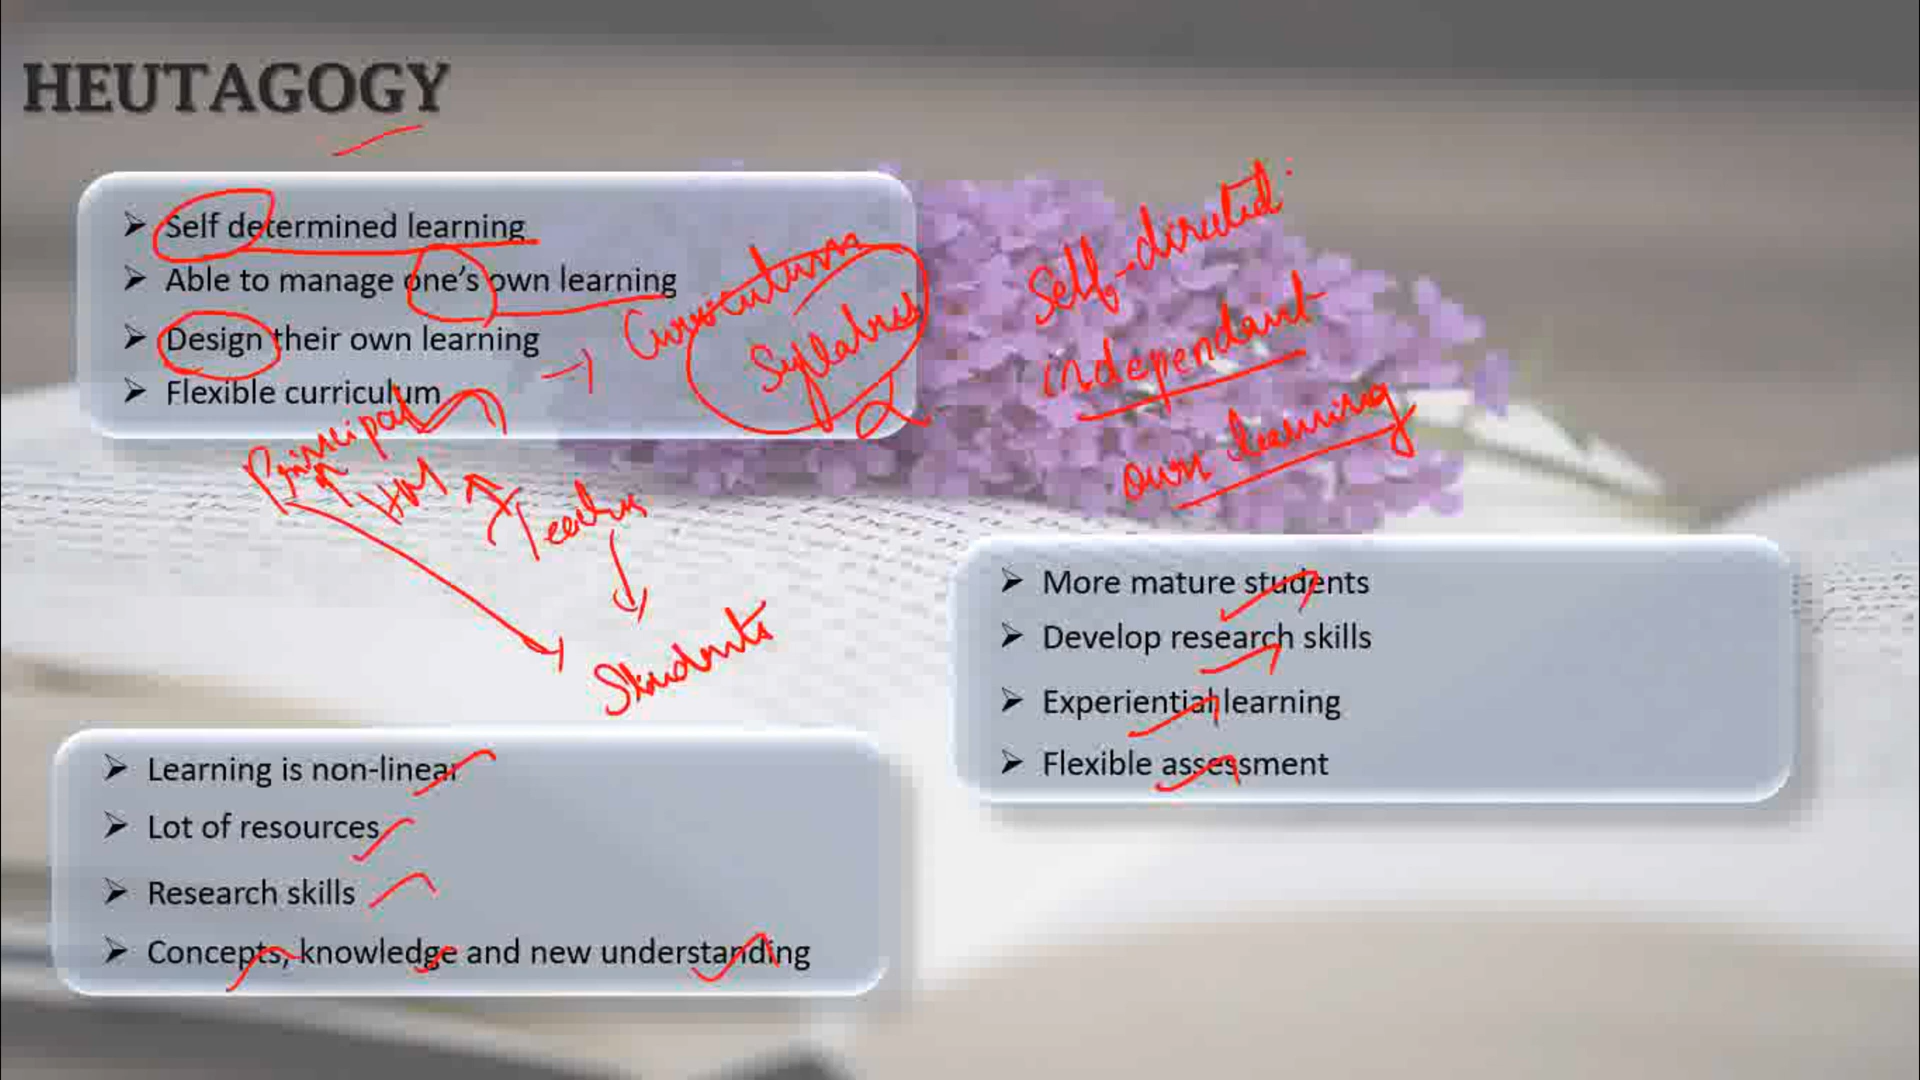 HEUTAGOGY
➢ Self determined learning
➢ Able to manage one's own learning
➢ Design their own learning
➢ Flexible curriculum
Curriculum
Syllabus
Self-directed
independant
own learning
Principal
HM
Teachers
Students
➢ More mature students
➢ Develop research skills
➢ Experiential learning
➢ Flexible assessment
➢ Learning is non-linear
➢ Lot of resources
➢ Research skills
➢ Concepts, knowledge and new understanding